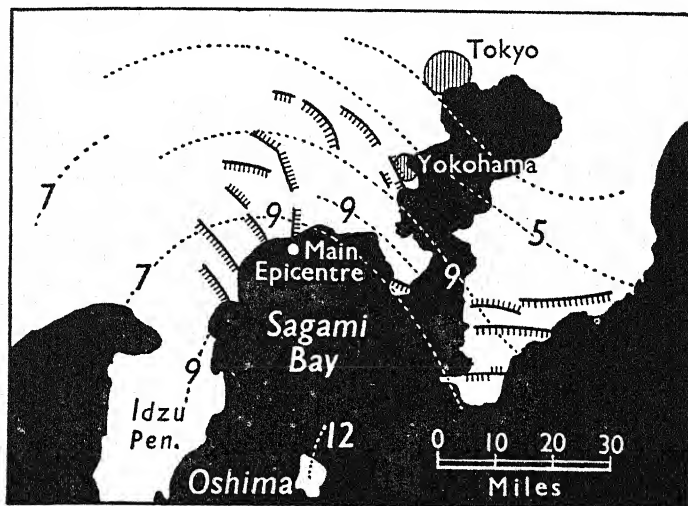 Tokyo
Yokohama
7
9
9
5
Main
Epicentre
7
9
Sagami
Bay
9
Idzu
Pen.
12
Oshima
0 10 20 30
Miles